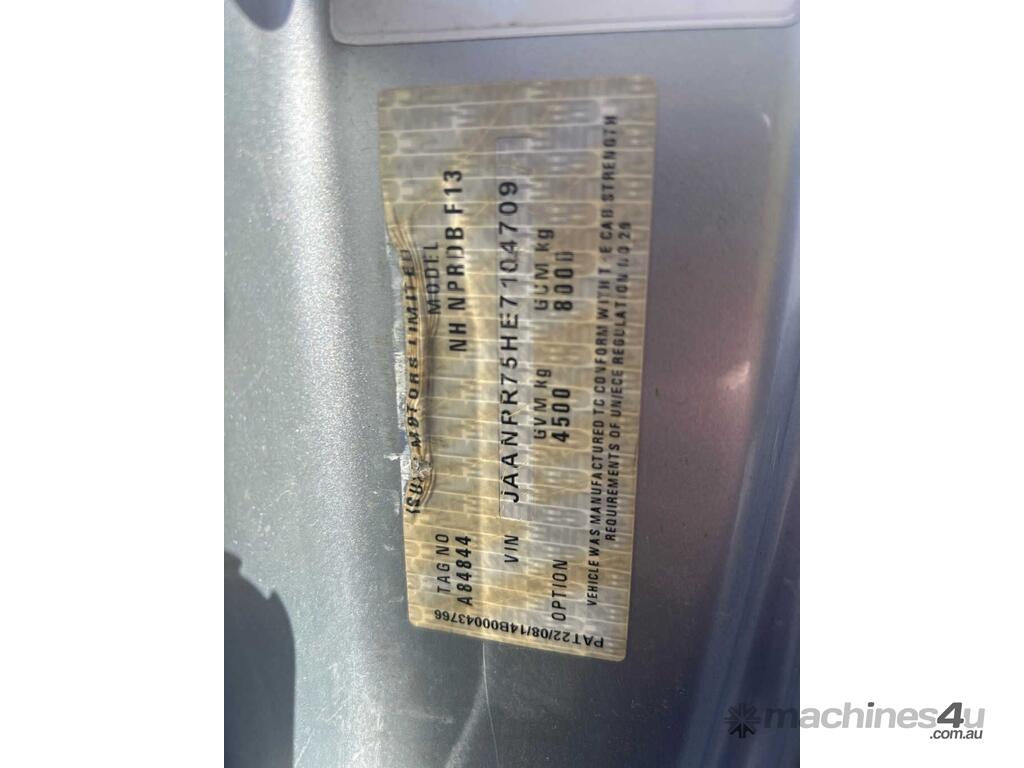 ISUZU MOTORS LIMITED
TAG NO MODEL
A84844 NH NPRDB F13
VIN JAANPR75HE7104709
GVM kg GCM kg
OPTION 4500 8000
VEHICLE WAS MANUFACTURED TO CONFORM WITH THE CAB STRENGTH
REQUIREMENTS OF UN/ECE REGULATION NO 29
PAT22/08/14B00043766
machines4u
.com.au